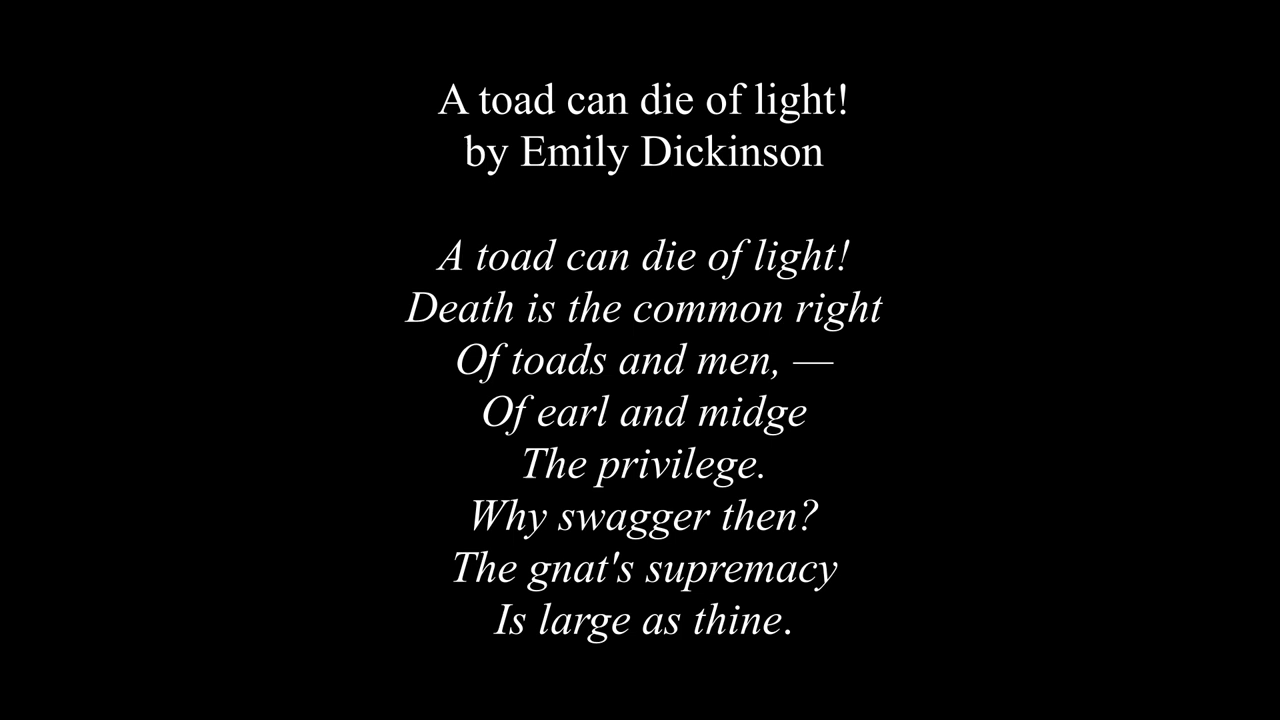 A toad can die of light!
by Emily Dickinson
A toad can die of light!
Death is the common right
Of toads and men, —
Of earl and midge
The privilege.
Why swagger then?
The gnat's supremacy
Is large as thine.